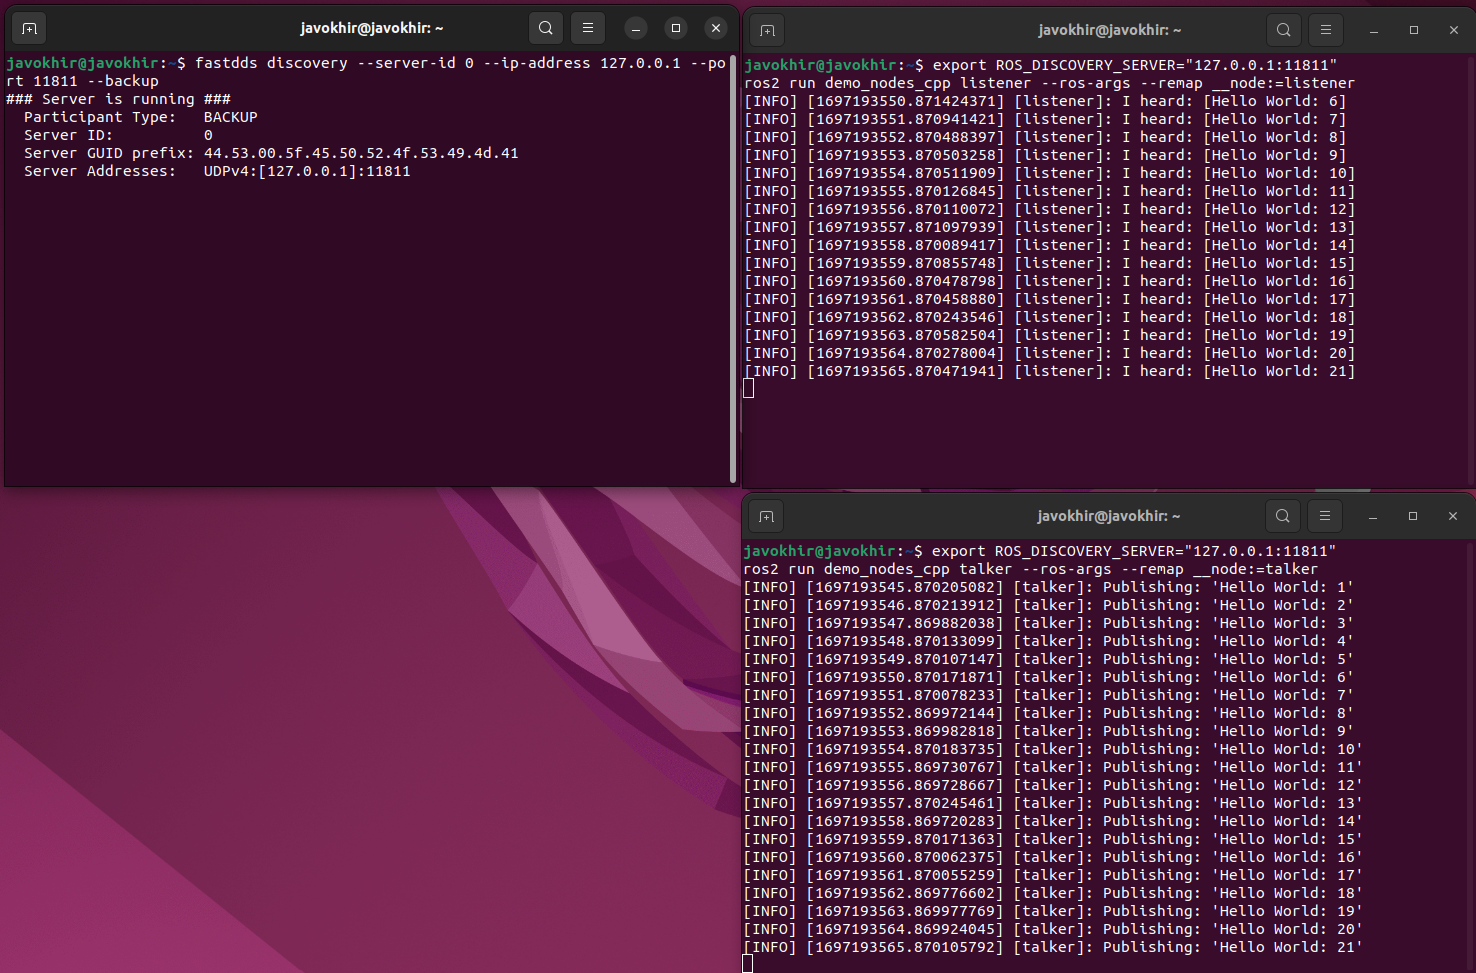 javokhir@javokhir: ~
javokhir@javokhir:~$ fastdds discovery --server-id 0 --ip-address 127.0.0.1 --po
rt 11811 --backup
### Server is running ###
  Participant Type:   BACKUP
  Server ID:          0
  Server GUID prefix: 44.53.00.5f.45.50.52.4f.53.49.4d.41
  Server Addresses:   UDPv4:[127.0.0.1]:11811
javokhir@javokhir: ~
javokhir@javokhir:~$ export ROS_DISCOVERY_SERVER="127.0.0.1:11811"
ros2 run demo_nodes_cpp listener --ros-args --remap __node:=listener
[INFO] [1697193550.871424371] [listener]: I heard: [Hello World: 6]
[INFO] [1697193551.870941421] [listener]: I heard: [Hello World: 7]
[INFO] [1697193552.870488397] [listener]: I heard: [Hello World: 8]
[INFO] [1697193553.870503258] [listener]: I heard: [Hello World: 9]
[INFO] [1697193554.870511909] [listener]: I heard: [Hello World: 10]
[INFO] [1697193555.870126845] [listener]: I heard: [Hello World: 11]
[INFO] [1697193556.870110072] [listener]: I heard: [Hello World: 12]
[INFO] [1697193557.871097939] [listener]: I heard: [Hello World: 13]
[INFO] [1697193558.870089417] [listener]: I heard: [Hello World: 14]
[INFO] [1697193559.870855748] [listener]: I heard: [Hello World: 15]
[INFO] [1697193560.870478798] [listener]: I heard: [Hello World: 16]
[INFO] [1697193561.870458880] [listener]: I heard: [Hello World: 17]
[INFO] [1697193562.870243546] [listener]: I heard: [Hello World: 18]
[INFO] [1697193563.870582504] [listener]: I heard: [Hello World: 19]
[INFO] [1697193564.870278004] [listener]: I heard: [Hello World: 20]
[INFO] [1697193565.870471941] [listener]: I heard: [Hello World: 21]
javokhir@javokhir: ~
javokhir@javokhir:~$ export ROS_DISCOVERY_SERVER="127.0.0.1:11811"
ros2 run demo_nodes_cpp talker --ros-args --remap __node:=talker
[INFO] [1697193545.870205082] [talker]: Publishing: 'Hello World: 1'
[INFO] [1697193546.870213912] [talker]: Publishing: 'Hello World: 2'
[INFO] [1697193547.869882038] [talker]: Publishing: 'Hello World: 3'
[INFO] [1697193548.870133099] [talker]: Publishing: 'Hello World: 4'
[INFO] [1697193549.870107147] [talker]: Publishing: 'Hello World: 5'
[INFO] [1697193550.870171871] [talker]: Publishing: 'Hello World: 6'
[INFO] [1697193551.870078233] [talker]: Publishing: 'Hello World: 7'
[INFO] [1697193552.869972144] [talker]: Publishing: 'Hello World: 8'
[INFO] [1697193553.869982818] [talker]: Publishing: 'Hello World: 9'
[INFO] [1697193554.870183735] [talker]: Publishing: 'Hello World: 10'
[INFO] [1697193555.869730767] [talker]: Publishing: 'Hello World: 11'
[INFO] [1697193556.869728667] [talker]: Publishing: 'Hello World: 12'
[INFO] [1697193557.870245461] [talker]: Publishing: 'Hello World: 13'
[INFO] [1697193558.869720283] [talker]: Publishing: 'Hello World: 14'
[INFO] [1697193559.870171363] [talker]: Publishing: 'Hello World: 15'
[INFO] [1697193560.870062375] [talker]: Publishing: 'Hello World: 16'
[INFO] [1697193561.870055259] [talker]: Publishing: 'Hello World: 17'
[INFO] [1697193562.869776602] [talker]: Publishing: 'Hello World: 18'
[INFO] [1697193563.869977769] [talker]: Publishing: 'Hello World: 19'
[INFO] [1697193564.869924045] [talker]: Publishing: 'Hello World: 20'
[INFO] [1697193565.870105792] [talker]: Publishing: 'Hello World: 21'